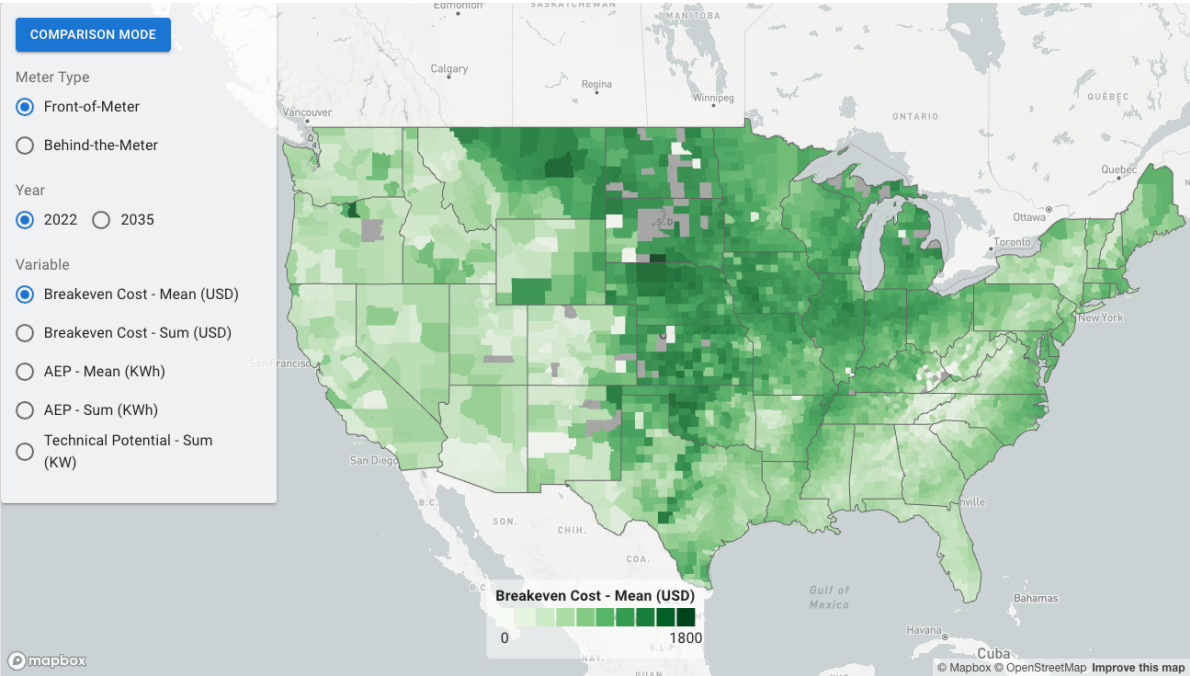 COMPARISON MODE
Meter Type
Front-of-Meter
Behind-the-Meter
Year
2022
2035
Variable
Breakeven Cost - Mean (USD)
Breakeven Cost - Sum (USD)
AEP - Mean (KWh)
AEP - Sum (KWh)
Technical Potential - Sum
(KW)
Edmonton
SASKATCHEWAN
MANITOBA
Calgary
Regina
Winnipeg
Vancouver
ONTARIO
QUÉBEC
Quebec
Ottawa
Toronto
S.D.
New York
San Francisco
San Diego
nville
B.C.
SON.
CHIH.
COA.
B.C.
Gulf of
Mexico
Bahamas
Havana
Cuba
Breakeven Cost - Mean (USD)
0
1800
NAY.
S.L.P.
GUAN
mapbox
© Mapbox © OpenStreetMap Improve this map